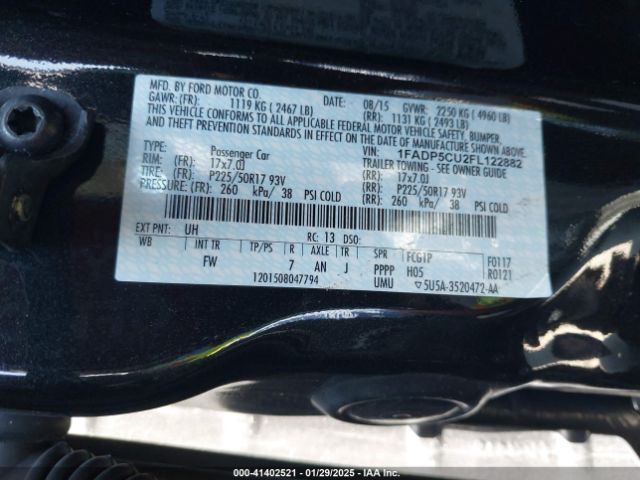 MFD. BY FORD MOTOR CO.
DATE: 08/15 GVWR: 2250 KG ( 4960 LB)
GAWR: (FR): 1119 KG ( 2467 LB) (RR): 1131 KG ( 2493 LB)
THIS VEHICLE CONFORMS TO ALL APPLICABLE FEDERAL MOTOR VEHICLE SAFETY, BUMPER,
AND THEFT PREVENTION STANDARDS IN EFFECT ON THE DATE OF MANUFACTURE SHOWN ABOVE.
VIN: 1FADP5CU2FL122882
TYPE: Passenger Car TRAILER TOWING - SEE OWNER GUIDE
RIM: (FR): 17x7.0J (RR): 17x7.0J
TIRE: (FR): P225/50R17 93V (RR): P225/50R17 93V
PRESSURE: (FR): 260 kPa/ 38 PSI COLD (RR): 260 kPa/ 38 PSI COLD
EXT PNT: UH RC: 13 DSO:
WB INT TR TP/PS R AXLE TR SPR FCG1P F0117
FW 7 AN J PPPP H05 R0121
1201508047794 UMU ▽5U5A-3520472-AA
000-41402521 - 01/29/2025 - IAA Inc.